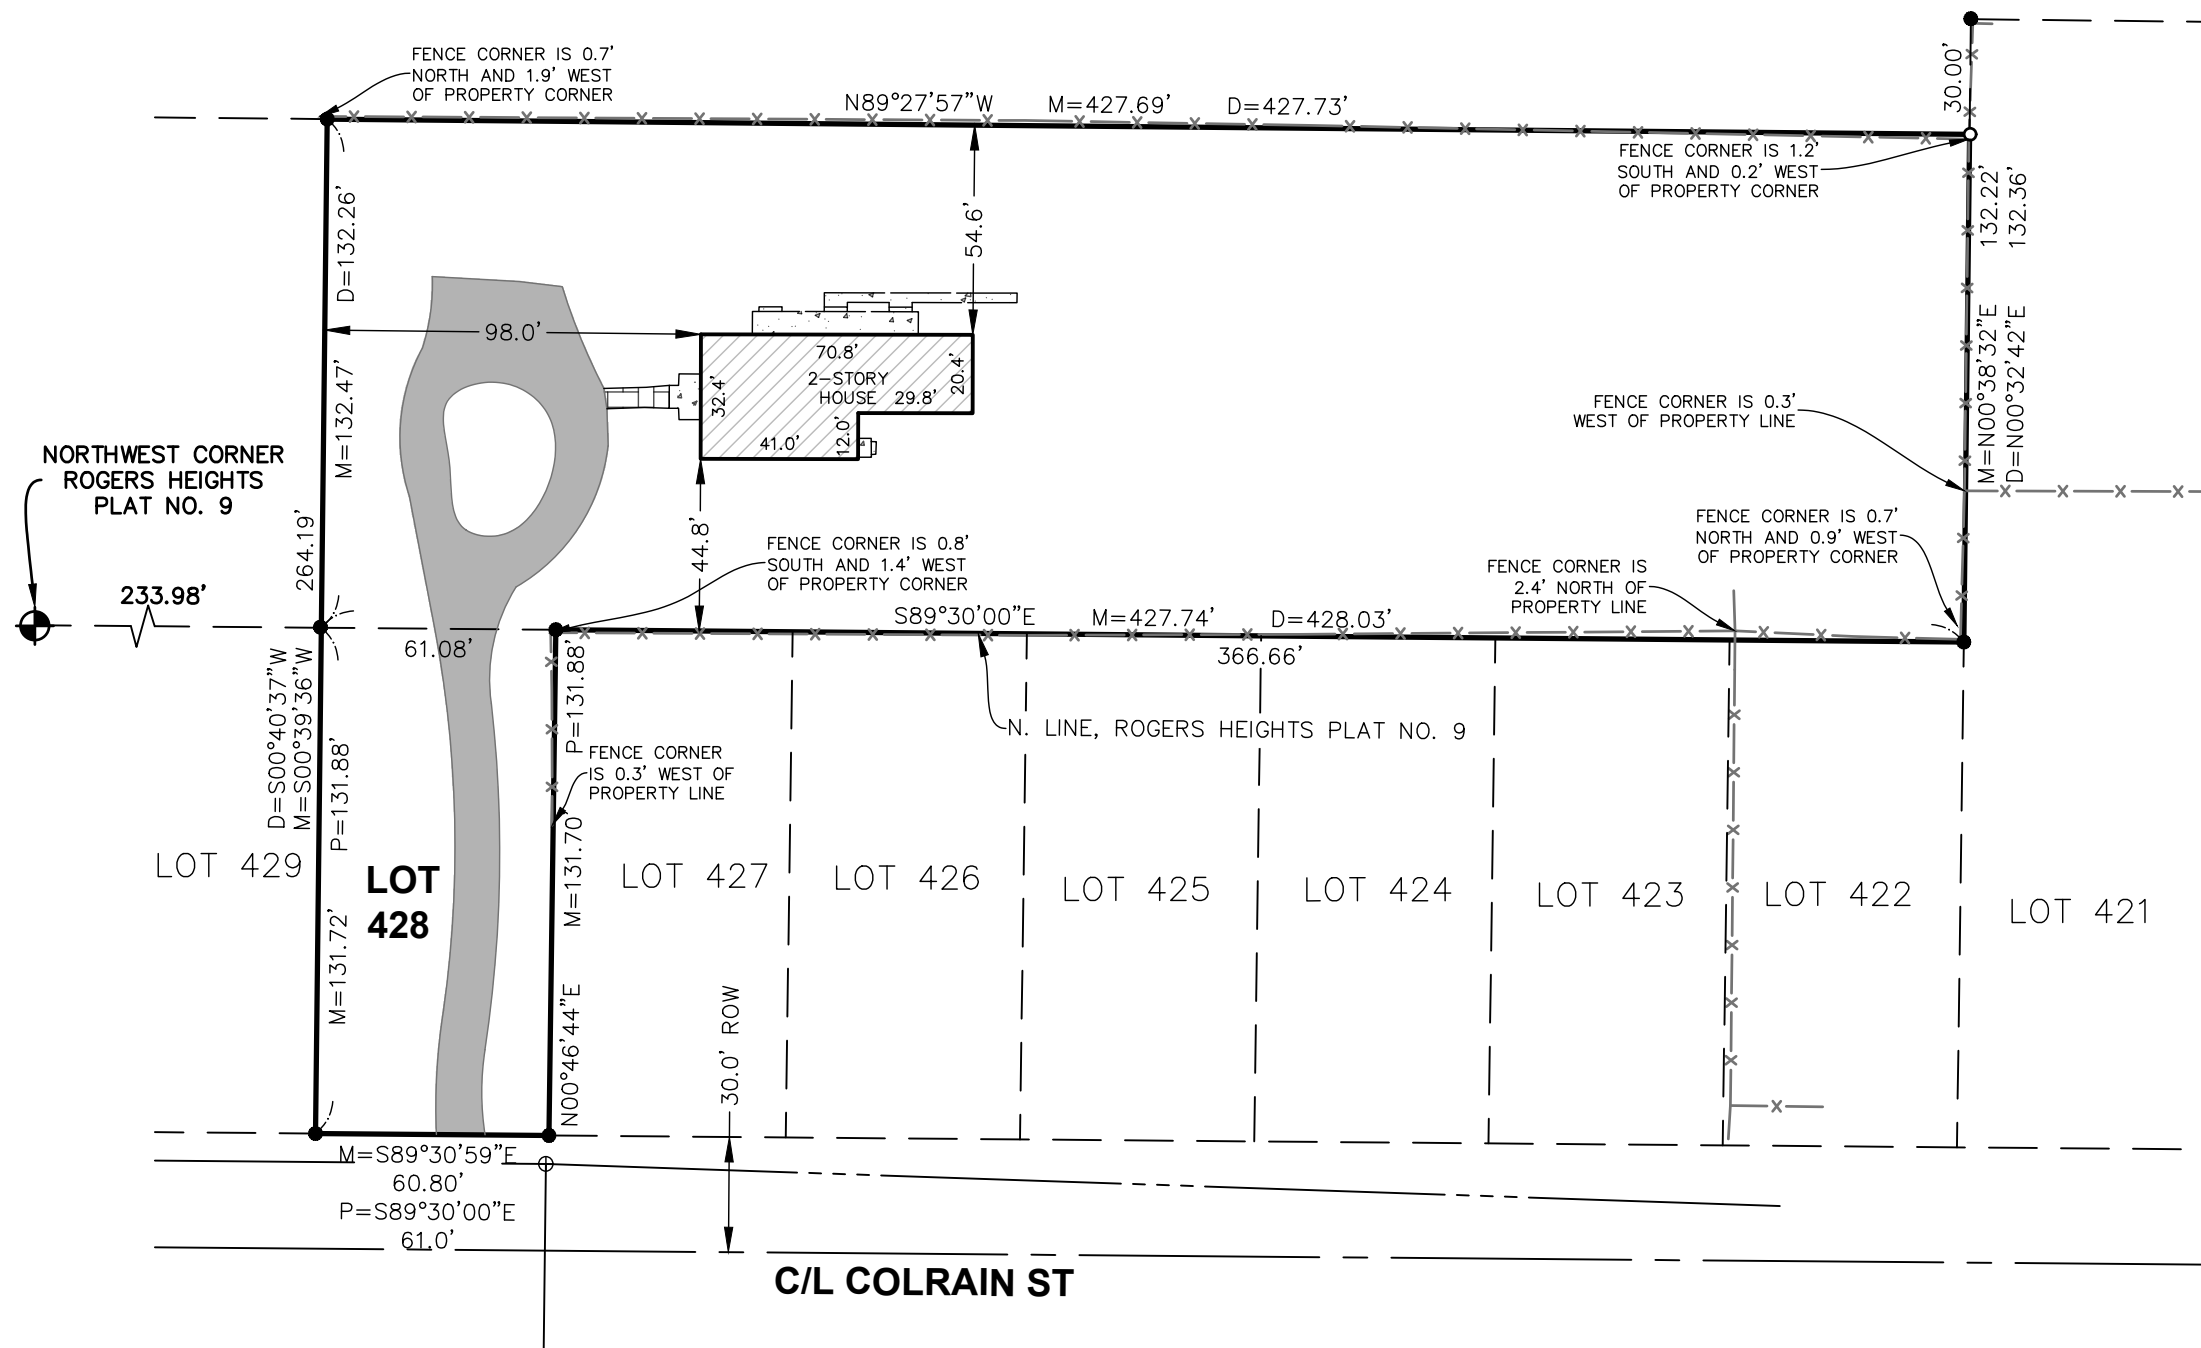 FENCE CORNER IS 0.7'
NORTH AND 1.9' WEST
OF PROPERTY CORNER
N89°27'57"W M=427.69' D=427.73'
30.00'
FENCE CORNER IS 1.2'
SOUTH AND 0.2' WEST
OF PROPERTY CORNER
132.22'
132.36'
D=132.26'
54.6'
98.0'
70.8'
2-STORY
HOUSE
29.8'
20.4'
32.4'
41.0'
12.0'
M=132.47'
M=N00°38'32"E
D=N00°32'42"E
FENCE CORNER IS 0.3'
WEST OF PROPERTY LINE
NORTHWEST CORNER
ROGERS HEIGHTS
PLAT NO. 9
264.19'
44.8'
FENCE CORNER IS 0.8'
SOUTH AND 1.4' WEST
OF PROPERTY CORNER
FENCE CORNER IS 0.7'
NORTH AND 0.9' WEST
OF PROPERTY CORNER
FENCE CORNER IS
2.4' NORTH OF
PROPERTY LINE
233.98'
S89°30'00"E M=427.74' D=428.03'
61.08'
366.66'
D=S00°40'37"W
M=S00°39'36"W
P=131.88'
P=131.88'
N. LINE, ROGERS HEIGHTS PLAT NO. 9
FENCE CORNER
IS 0.3' WEST OF
PROPERTY LINE
M=131.70'
LOT 429
LOT
428
LOT 427
LOT 426
LOT 425
LOT 424
LOT 423
LOT 422
LOT 421
M=131.72'
N00°46'44"E
30.0' ROW
M=S89°30'59"E
60.80'
P=S89°30'00"E
61.0'
C/L COLRAIN ST